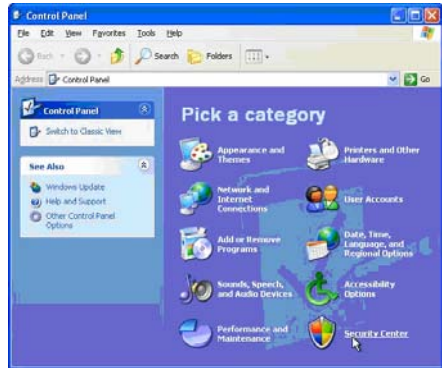 Control Panel
File Edit View Favorites Tools Help
Back Search Folders
Address Control Panel Go
Control Panel
Switch to Classic View
See Also
Windows Update
Help and Support
Other Control Panel
Options
Pick a category
Appearance and
Themes
Printers and Other
Hardware
Network and
Internet
Connections
User Accounts
Add or Remove
Programs
Date, Time,
Language, and
Regional Options
Sounds, Speech,
and Audio Devices
Accessibility
Options
Performance and
Maintenance
Security Center